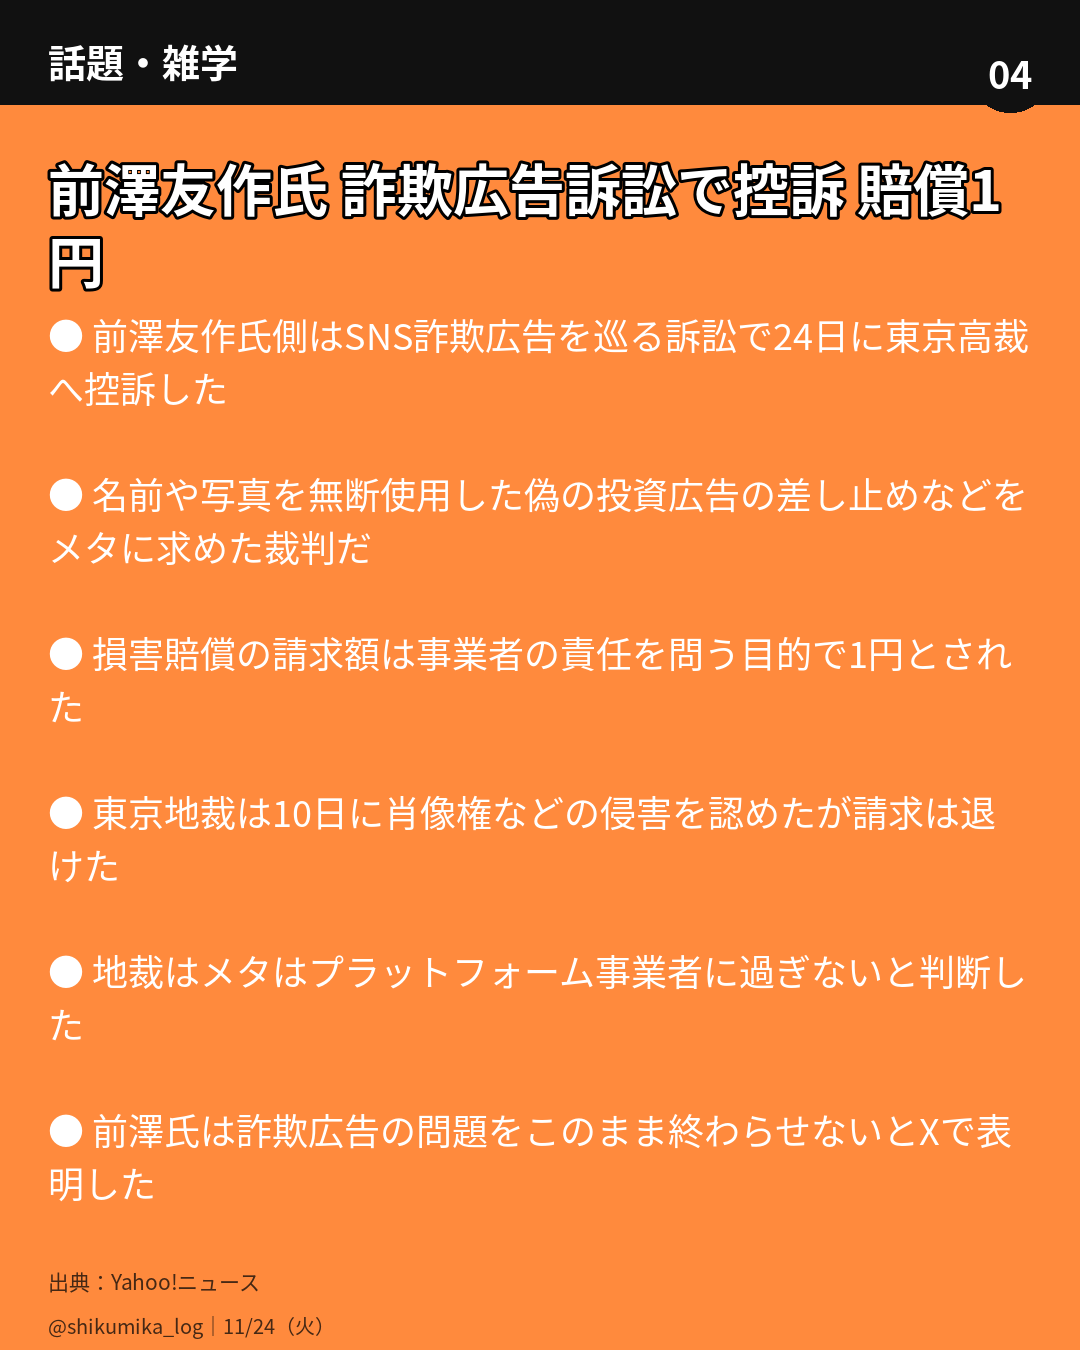 話題・雑学
04
前澤友作氏 詐欺広告訴訟で控訴 賠償1
円
● 前澤友作氏側はSNS詐欺広告を巡る訴訟で24日に東京高裁
へ控訴した
● 名前や写真を無断使用した偽の投資広告の差し止めなどを
メタに求めた裁判だ
● 損害賠償の請求額は事業者の責任を問う目的で1円とされ
た
● 東京地裁は10日に肖像権などの侵害を認めたが請求は退
けた
● 地裁はメタはプラットフォーム事業者に過ぎないと判断し
た
● 前澤氏は詐欺広告の問題をこのまま終わらせないとXで表
明した
出典：Yahoo!ニュース
@shikumika_log｜11/24（火）